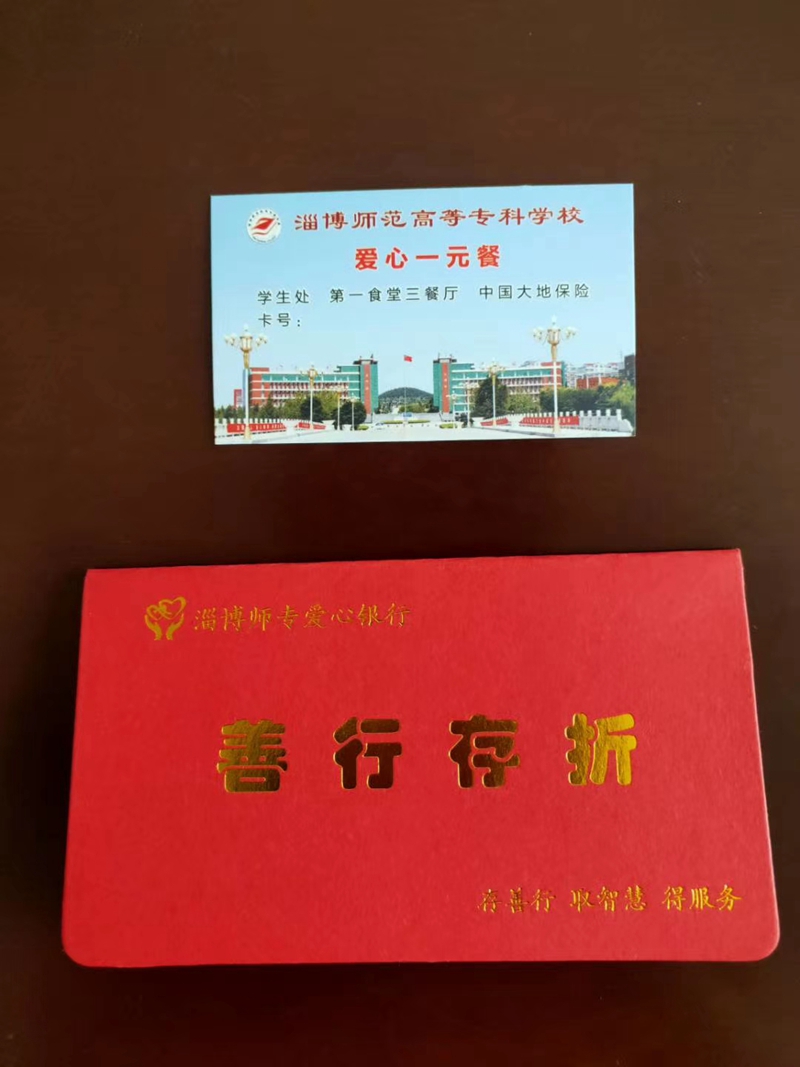 淄博师范高等专科学校
爱心一元餐
学生处 第一食堂三餐厅 中国大地保险
卡号：
淄博师专爱心银行
善行存折
存善行 取智慧 得服务